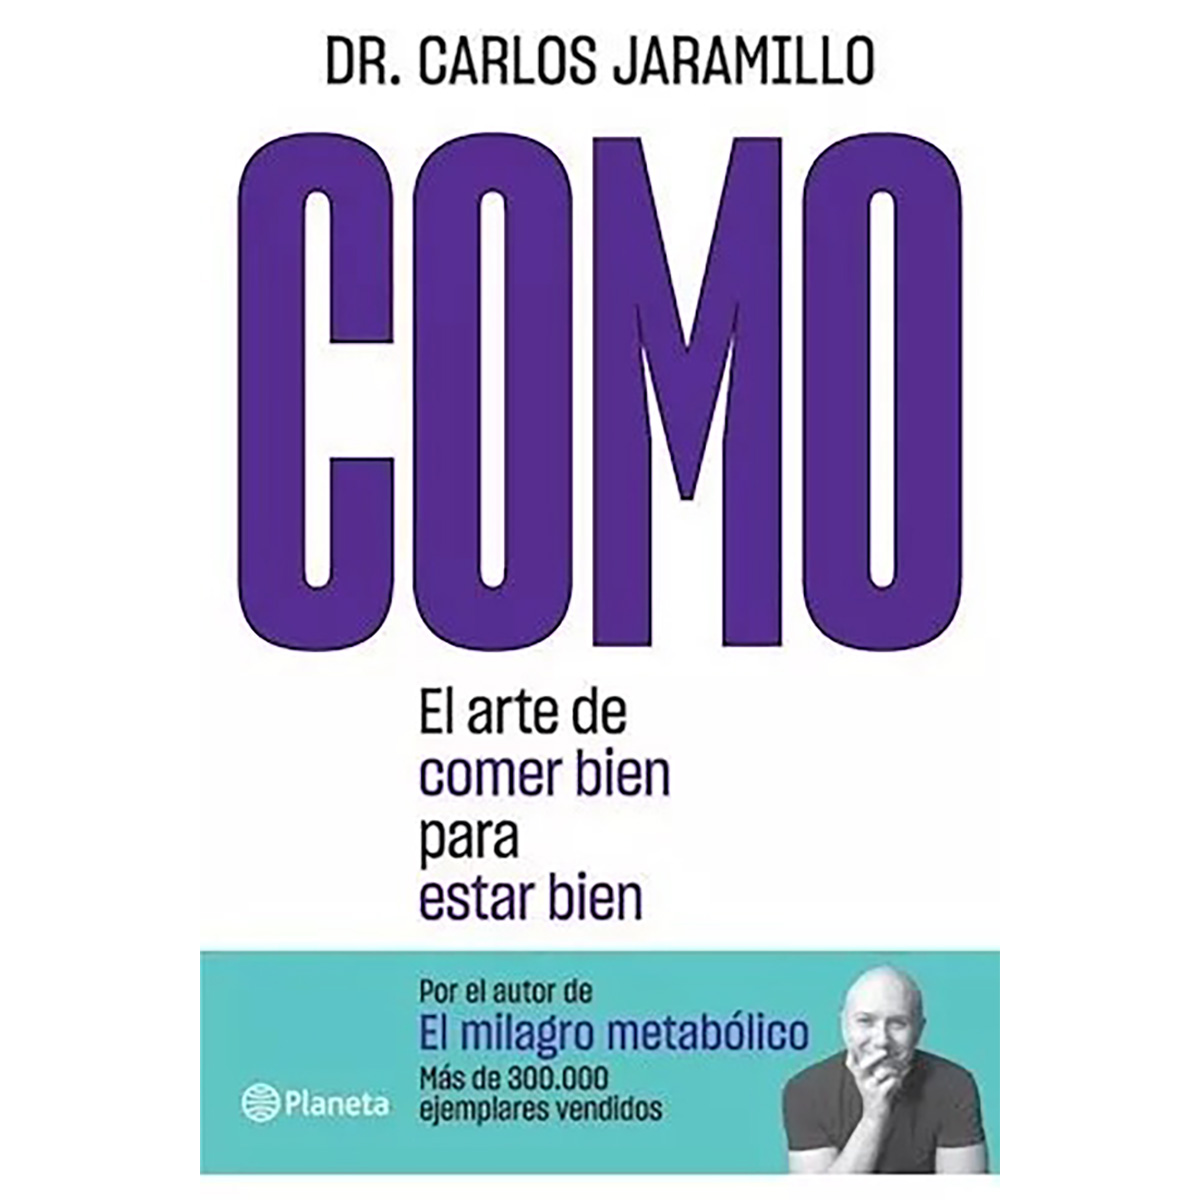 DR. CARLOS JARAMILLO
COMO
El arte de
comer bien
para
estar bien
Por el autor de
El milagro metabólico
Más de 300.000
ejemplares vendidos
Planeta